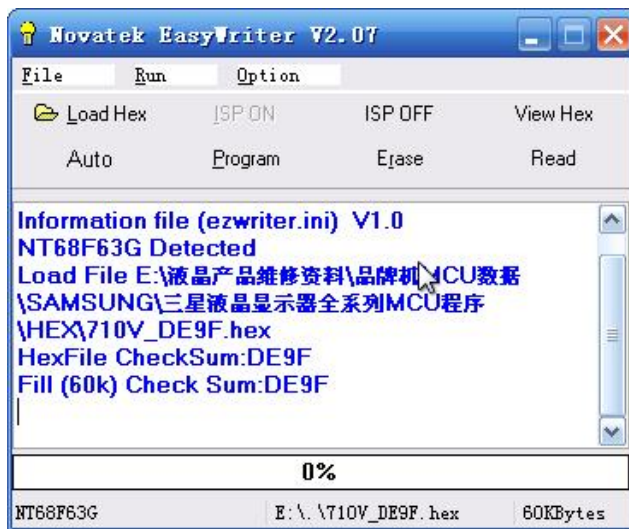 Novatek EasyWriter V2.07
File Run Option
Load Hex ISP ON ISP OFF View Hex
Auto Program Erase Read
Information file (ezwriter.ini) V1.0
NT68F63G Detected
Load File E:\液晶产品维修资料\品牌机MCU数据
\SAMSUNG\三星液晶显示器全系列MCU程序
\HEX\710V_DE9F.hex
HexFile CheckSum:DE9F
Fill (60k) Check Sum:DE9F
0%
NT68F63G E:\.\710V_DE9F.hex 60KBytes